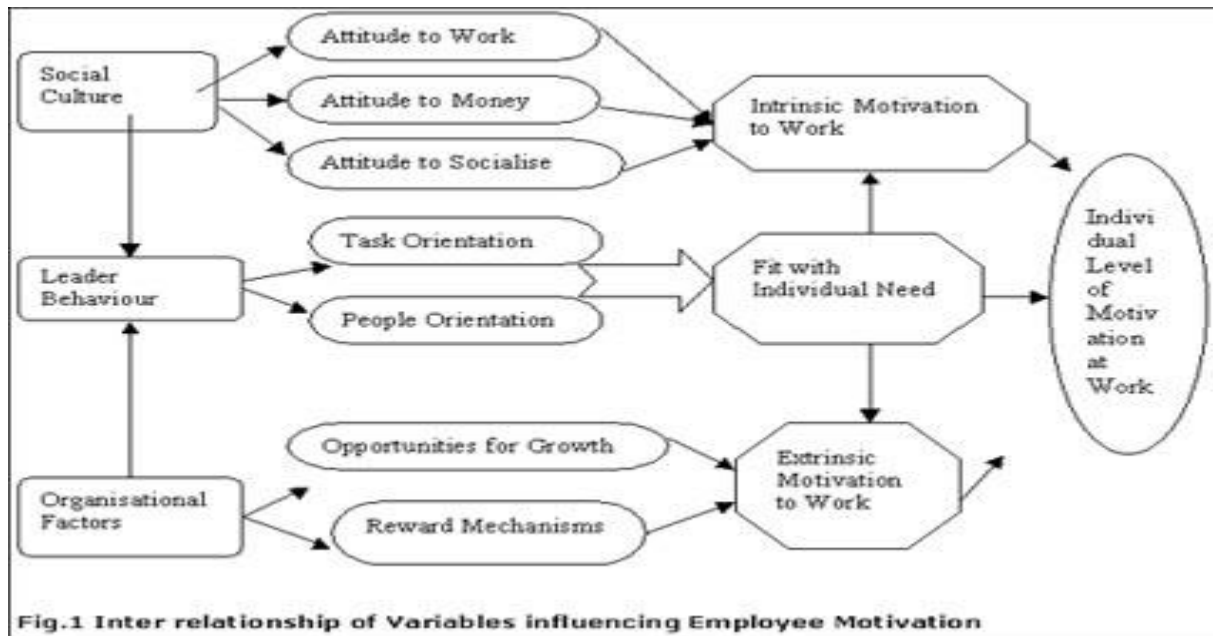 Social
Culture
Attitude to Work
Attitude to Money
Attitude to Socialise
Intrinsic Motivation
to Work
Leader
Behaviour
Task Orientation
People Orientation
Fit with
Individual Need
Indivi
dual
Level
of
Motiv
ation
at
Work
Organisational
Factors
Opportunities for Growth
Reward Mechanisms
Extrinsic
Motivation
to Work
Fig.1 Inter relationship of Variables influencing Employee Motivation